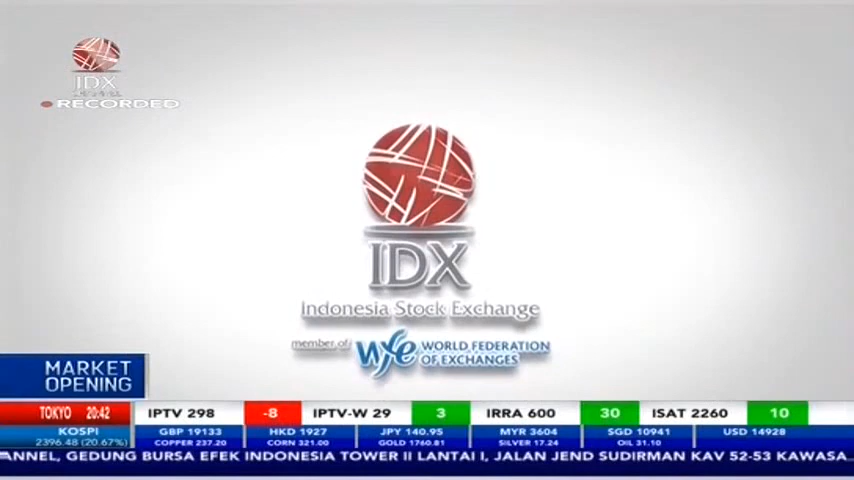 IDX
RECORDED
IDX
Indonesia Stock Exchange
member of wfe WORLD FEDERATION
OF EXCHANGES
MARKET
OPENING
TOKYO 20:42 IPTV 298 -8 IPTV-W 29 3 IRRA 600 30 ISAT 2260 10
KOSPI GBP 19133 HKD 1927 JPY 140.95 MYR 3604 SGD 10941 USD 14928
2396.48 (20.67%) COPPER 237.20 CORN 321.00 GOLD 1760.81 SILVER 17.24 OIL 31.10
ANNEL, GEDUNG BURSA EFEK INDONESIA TOWER II LANTAI I, JALAN JEND SUDIRMAN KAV 52-53 KAWASA